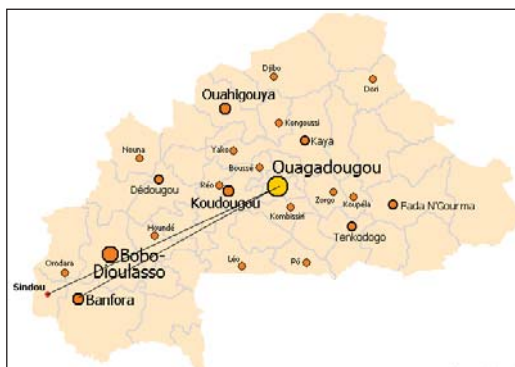 Djibo
Dori
Ouahigouya
Kongoussi
Kaya
Nouna
Yako
Boussé
Ouagadougou
Dédougou
Réo
Koudougou
Zorgo
Koupéla
Fada N'Gourma
Kombissiri
Tenkodogo
Houndé
Bobo-
Dioulasso
Orodara
Léo
Pô
Sindou
Banfora